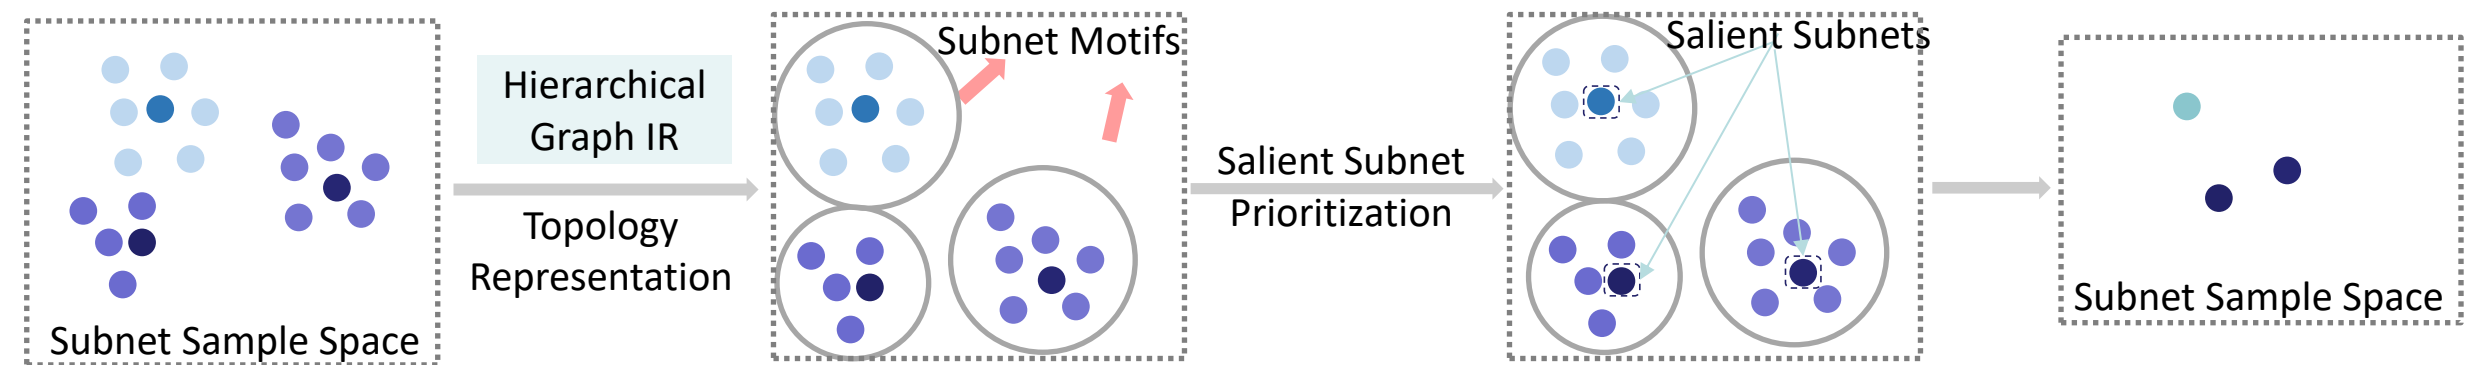 Subnet Sample Space
Hierarchical
Graph IR
Topology
Representation
Subnet Motifs
Salient Subnet
Prioritization
Salient Subnets
Subnet Sample Space